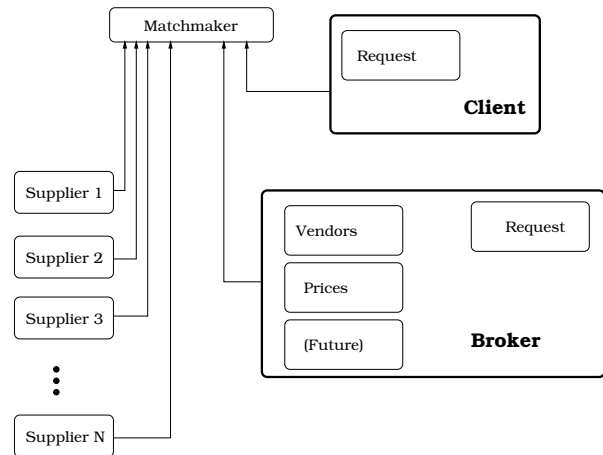 Matchmaker
Request
Client
Supplier 1
Supplier 2
Supplier 3
Supplier N
Vendors
Prices
(Future)
Request
Broker